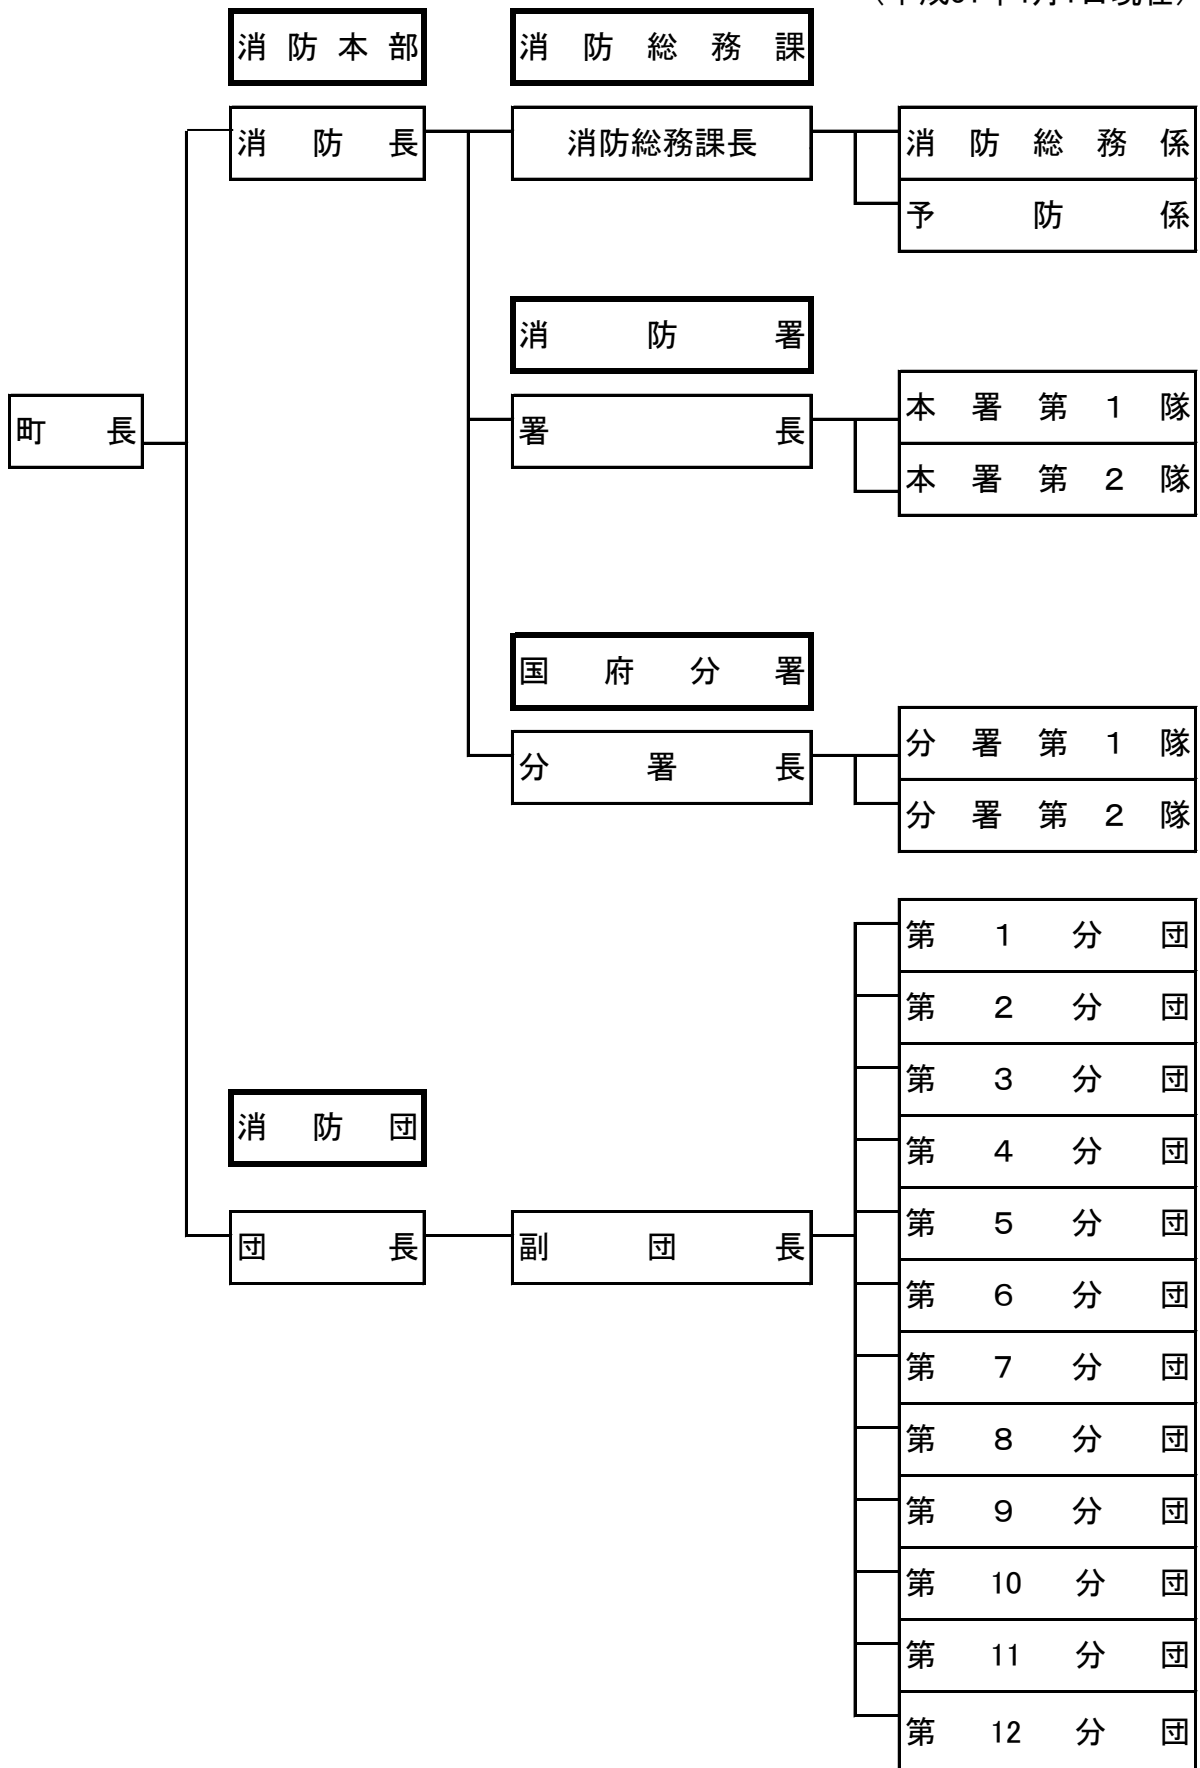 消防本部 消防総務課
消防長 消防総務課長 消防総務係
予防係
消防署
町長 署長 本署第1隊
本署第2隊
国府分署
分署長 分署第1隊
分署第2隊
第1分団
第2分団
第3分団
消防団
第4分団
団長 副団長 第5分団
第6分団
第7分団
第8分団
第9分団
第10分団
第11分団
第12分団